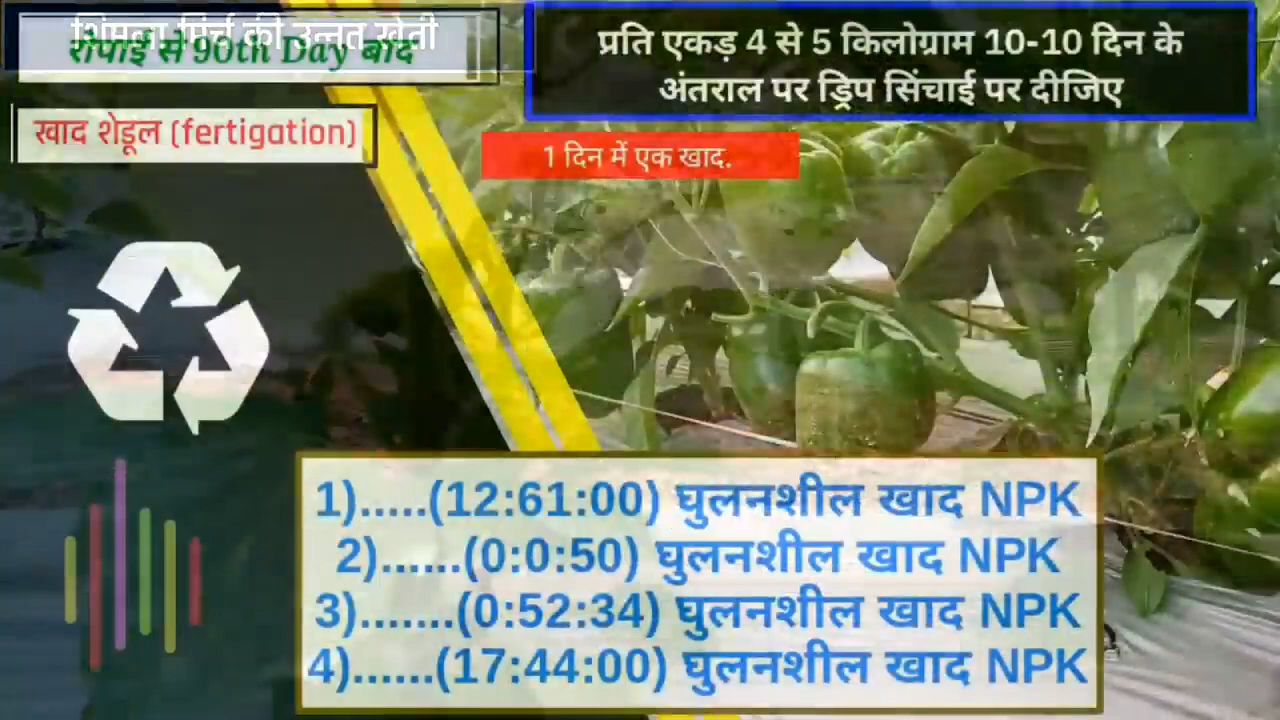 शिमला मिर्च की उन्नत खेती
रोपाई से 90th Day बाद
प्रति एकड़ 4 से 5 किलोग्राम 10-10 दिन के
अंतराल पर ड्रिप सिंचाई पर दीजिए
खाद शेडूल (fertigation)
1 दिन में एक खाद.
1).....(12:61:00) घुलनशील खाद NPK
2)......(0:0:50) घुलनशील खाद NPK
3).......(0:52:34) घुलनशील खाद NPK
4)......(17:44:00) घुलनशील खाद NPK